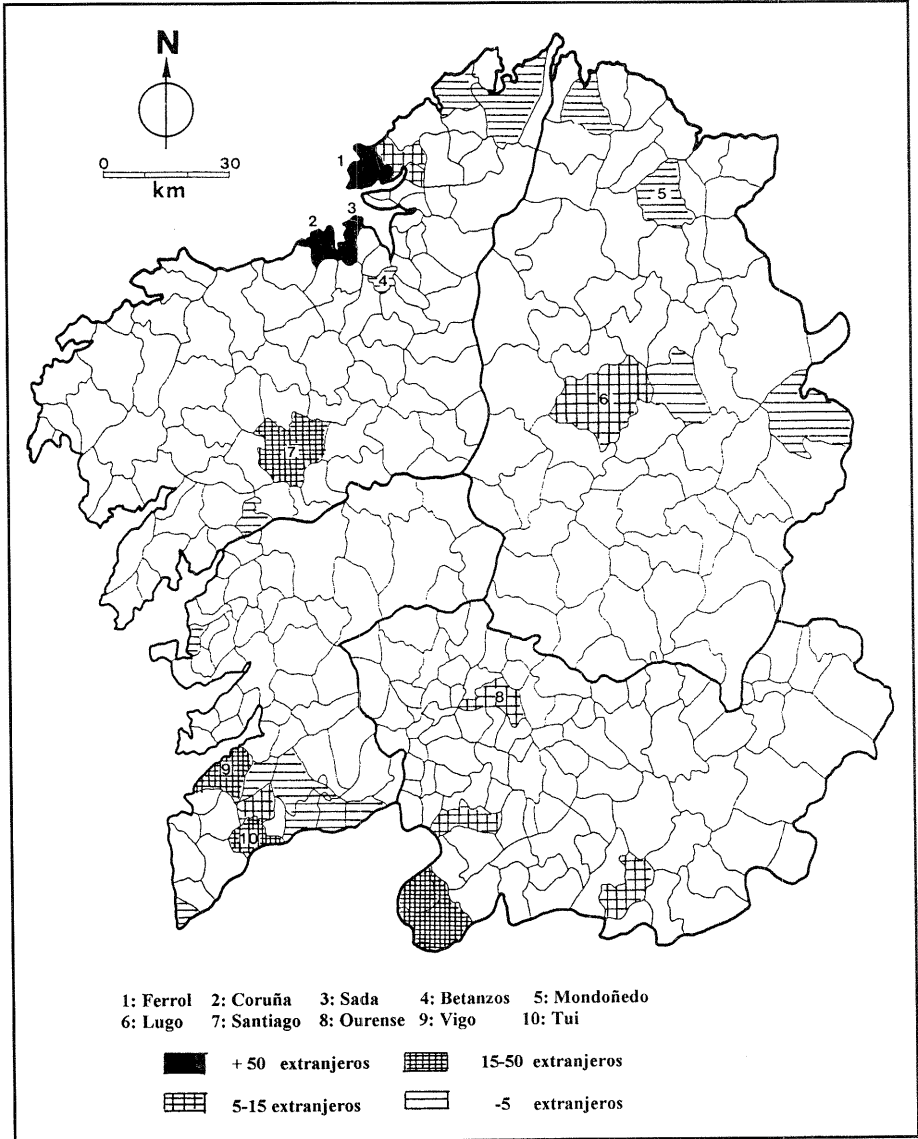 N
0 30
km
1
2
3
4
5
6
7
8
9
10
1: Ferrol 2: Coruña 3: Sada 4: Betanzos 5: Mondoñedo
6: Lugo 7: Santiago 8: Ourense 9: Vigo 10: Tui
+ 50 extranjeros 15-50 extranjeros
5-15 extranjeros -5 extranjeros